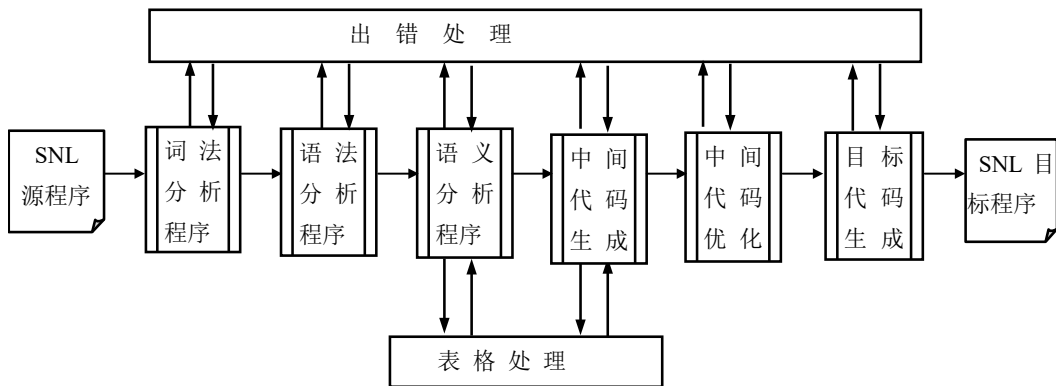 出错处理
SNL
源程序
词法
分析
程序
语法
分析
程序
语义
分析
程序
中间
代码
生成
中间
代码
优化
目标
代码
生成
SNL 目
标程序
表格处理